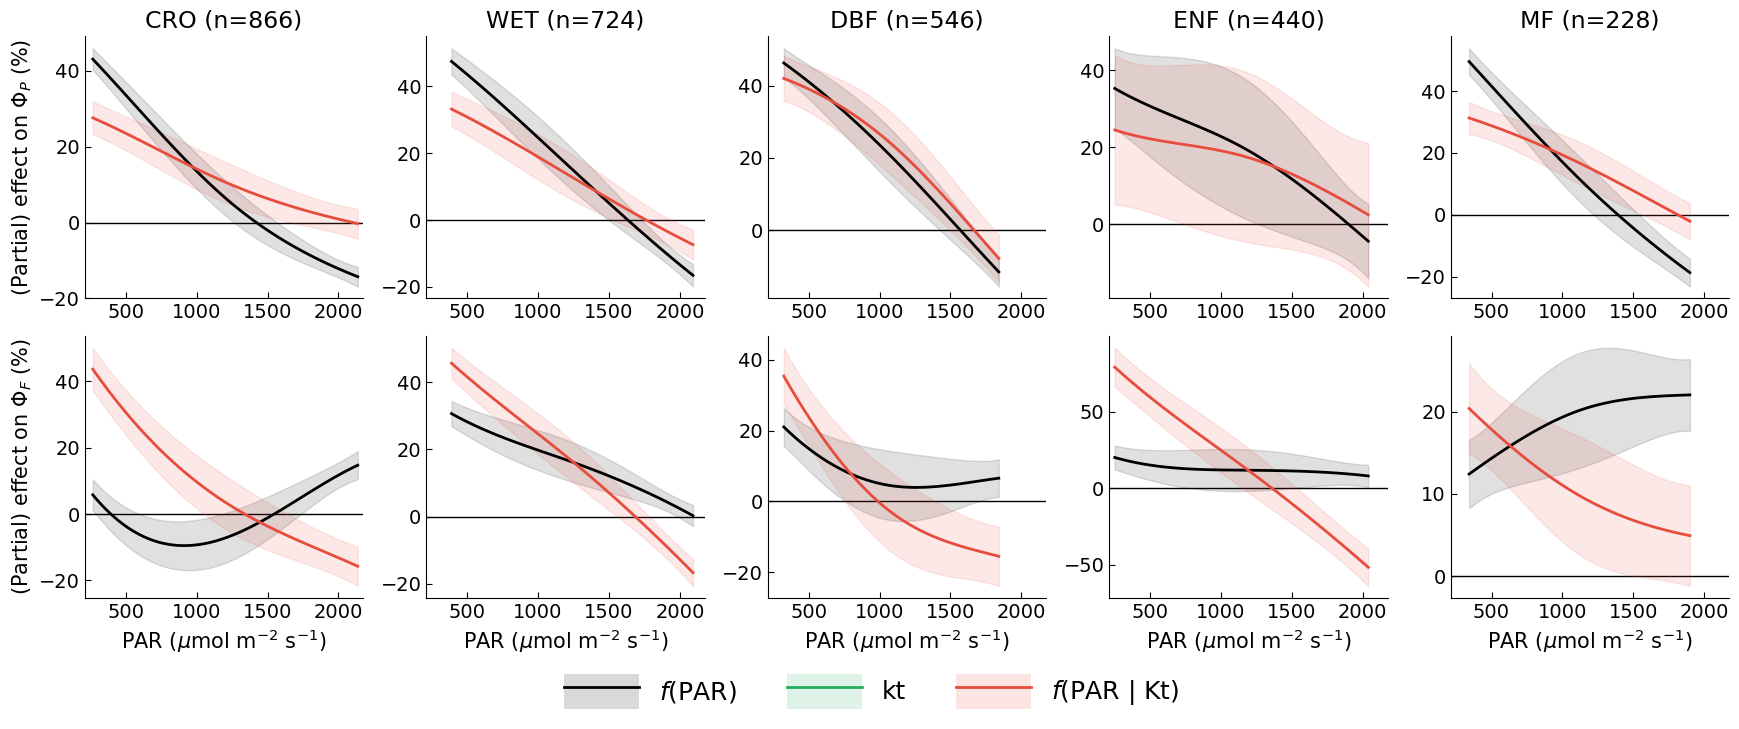 CRO (n=866) WET (n=724) DBF (n=546) ENF (n=440) MF (n=228)
(Partial) effect on Φ_P (%)
40 20 0 −20
500 1000 1500 2000
40 20 0 −20
500 1000 1500 2000
40 20 0
500 1000 1500 2000
40 20 0
500 1000 1500 2000
40 20 0 −20
500 1000 1500 2000
(Partial) effect on Φ_F (%)
40 20 0 −20
500 1000 1500 2000
40 20 0 −20
500 1000 1500 2000
40 20 0 −20
500 1000 1500 2000
50 0 −50
500 1000 1500 2000
20 10 0
500 1000 1500 2000
PAR (μmol m⁻² s⁻¹) PAR (μmol m⁻² s⁻¹) PAR (μmol m⁻² s⁻¹) PAR (μmol m⁻² s⁻¹) PAR (μmol m⁻² s⁻¹)
f(PAR) kt f(PAR | Kt)